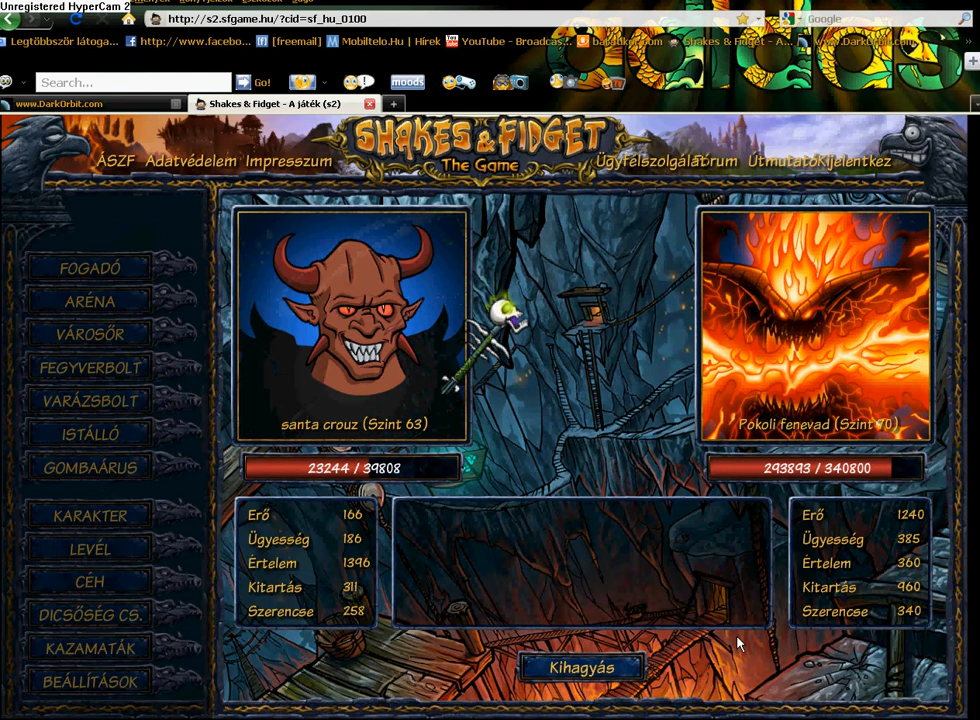 Unregistered HyperCam 2
http://s2.sfgame.hu/?cid=sf_hu_0100
Google
Legtöbbször látoga... http://www.facebo... [freemail] Mobiltelo.Hu | Hírek YouTube - Broadcas... Shakes & Fidget - A... www.DarkOrbit.com
Search... Go! moods
www.DarkOrbit.com Shakes & Fidget - A játék (s2)
adidas
SHAKES & FIDGET
The Game
ÁSZF Adatvédelem Impresszum Ügyfélszolgálat Fórum Útmutató Kijelentkez
FOGADÓ
ARÉNA
VÁROSŐR
FEGYVERBOLT
VARÁZSBOLT
ISTÁLLÓ
GOMBAÁRUS
KARAKTER
LEVÉL
CÉH
DICSŐSÉG CS.
KAZAMATÁK
BEÁLLÍTÁSOK
santa crouz (Szint 63)
23244 / 39808
Erő 166
Ügyesség 186
Értelem 1396
Kitartás 311
Szerencse 258
Pokoli fenevad (Szint 70)
293893 / 340800
Erő 1240
Ügyesség 385
Értelem 360
Kitartás 960
Szerencse 340
Kihagyás